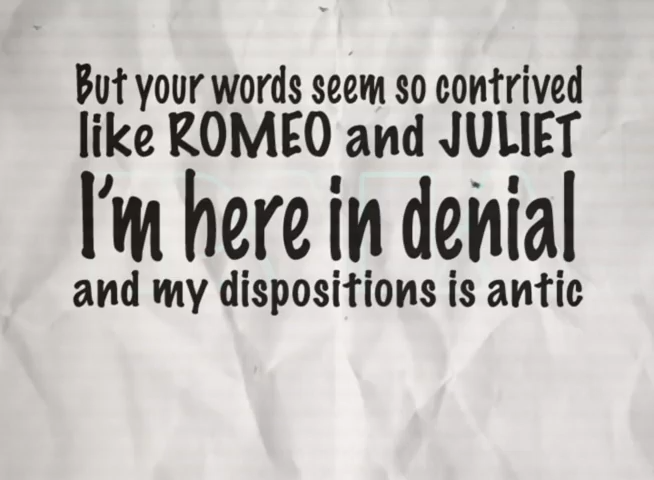 But your words seem so contrived
like ROMEO and JULIET
I'm here in denial
and my dispositions is antic